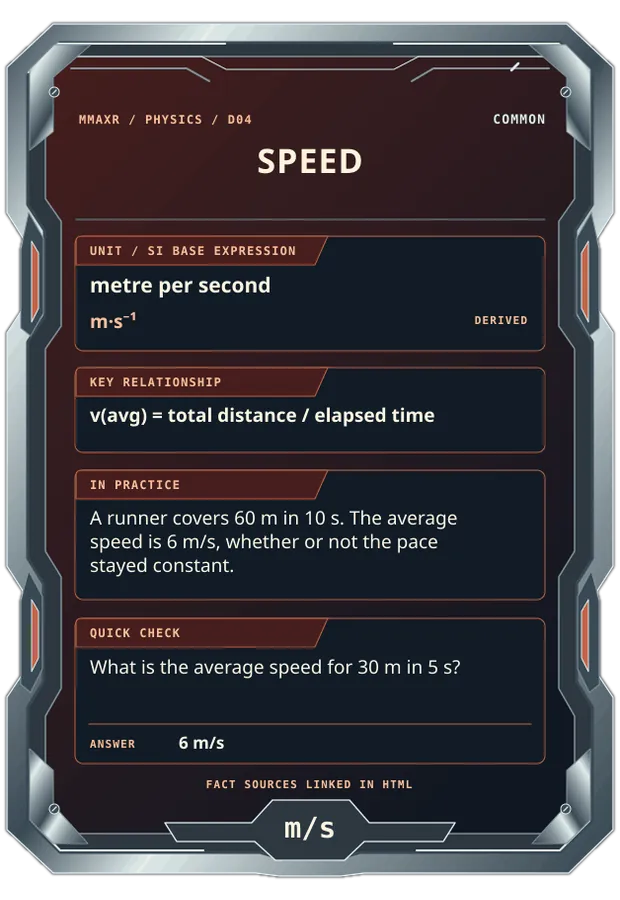 MMAXR / PHYSICS / D04
COMMON
SPEED
UNIT / SI BASE EXPRESSION
metre per second
m·s⁻¹
DERIVED
KEY RELATIONSHIP
v(avg) = total distance / elapsed time
IN PRACTICE
A runner covers 60 m in 10 s. The average
speed is 6 m/s, whether or not the pace
stayed constant.
QUICK CHECK
What is the average speed for 30 m in 5 s?
ANSWER 6 m/s
FACT SOURCES LINKED IN HTML
m/s